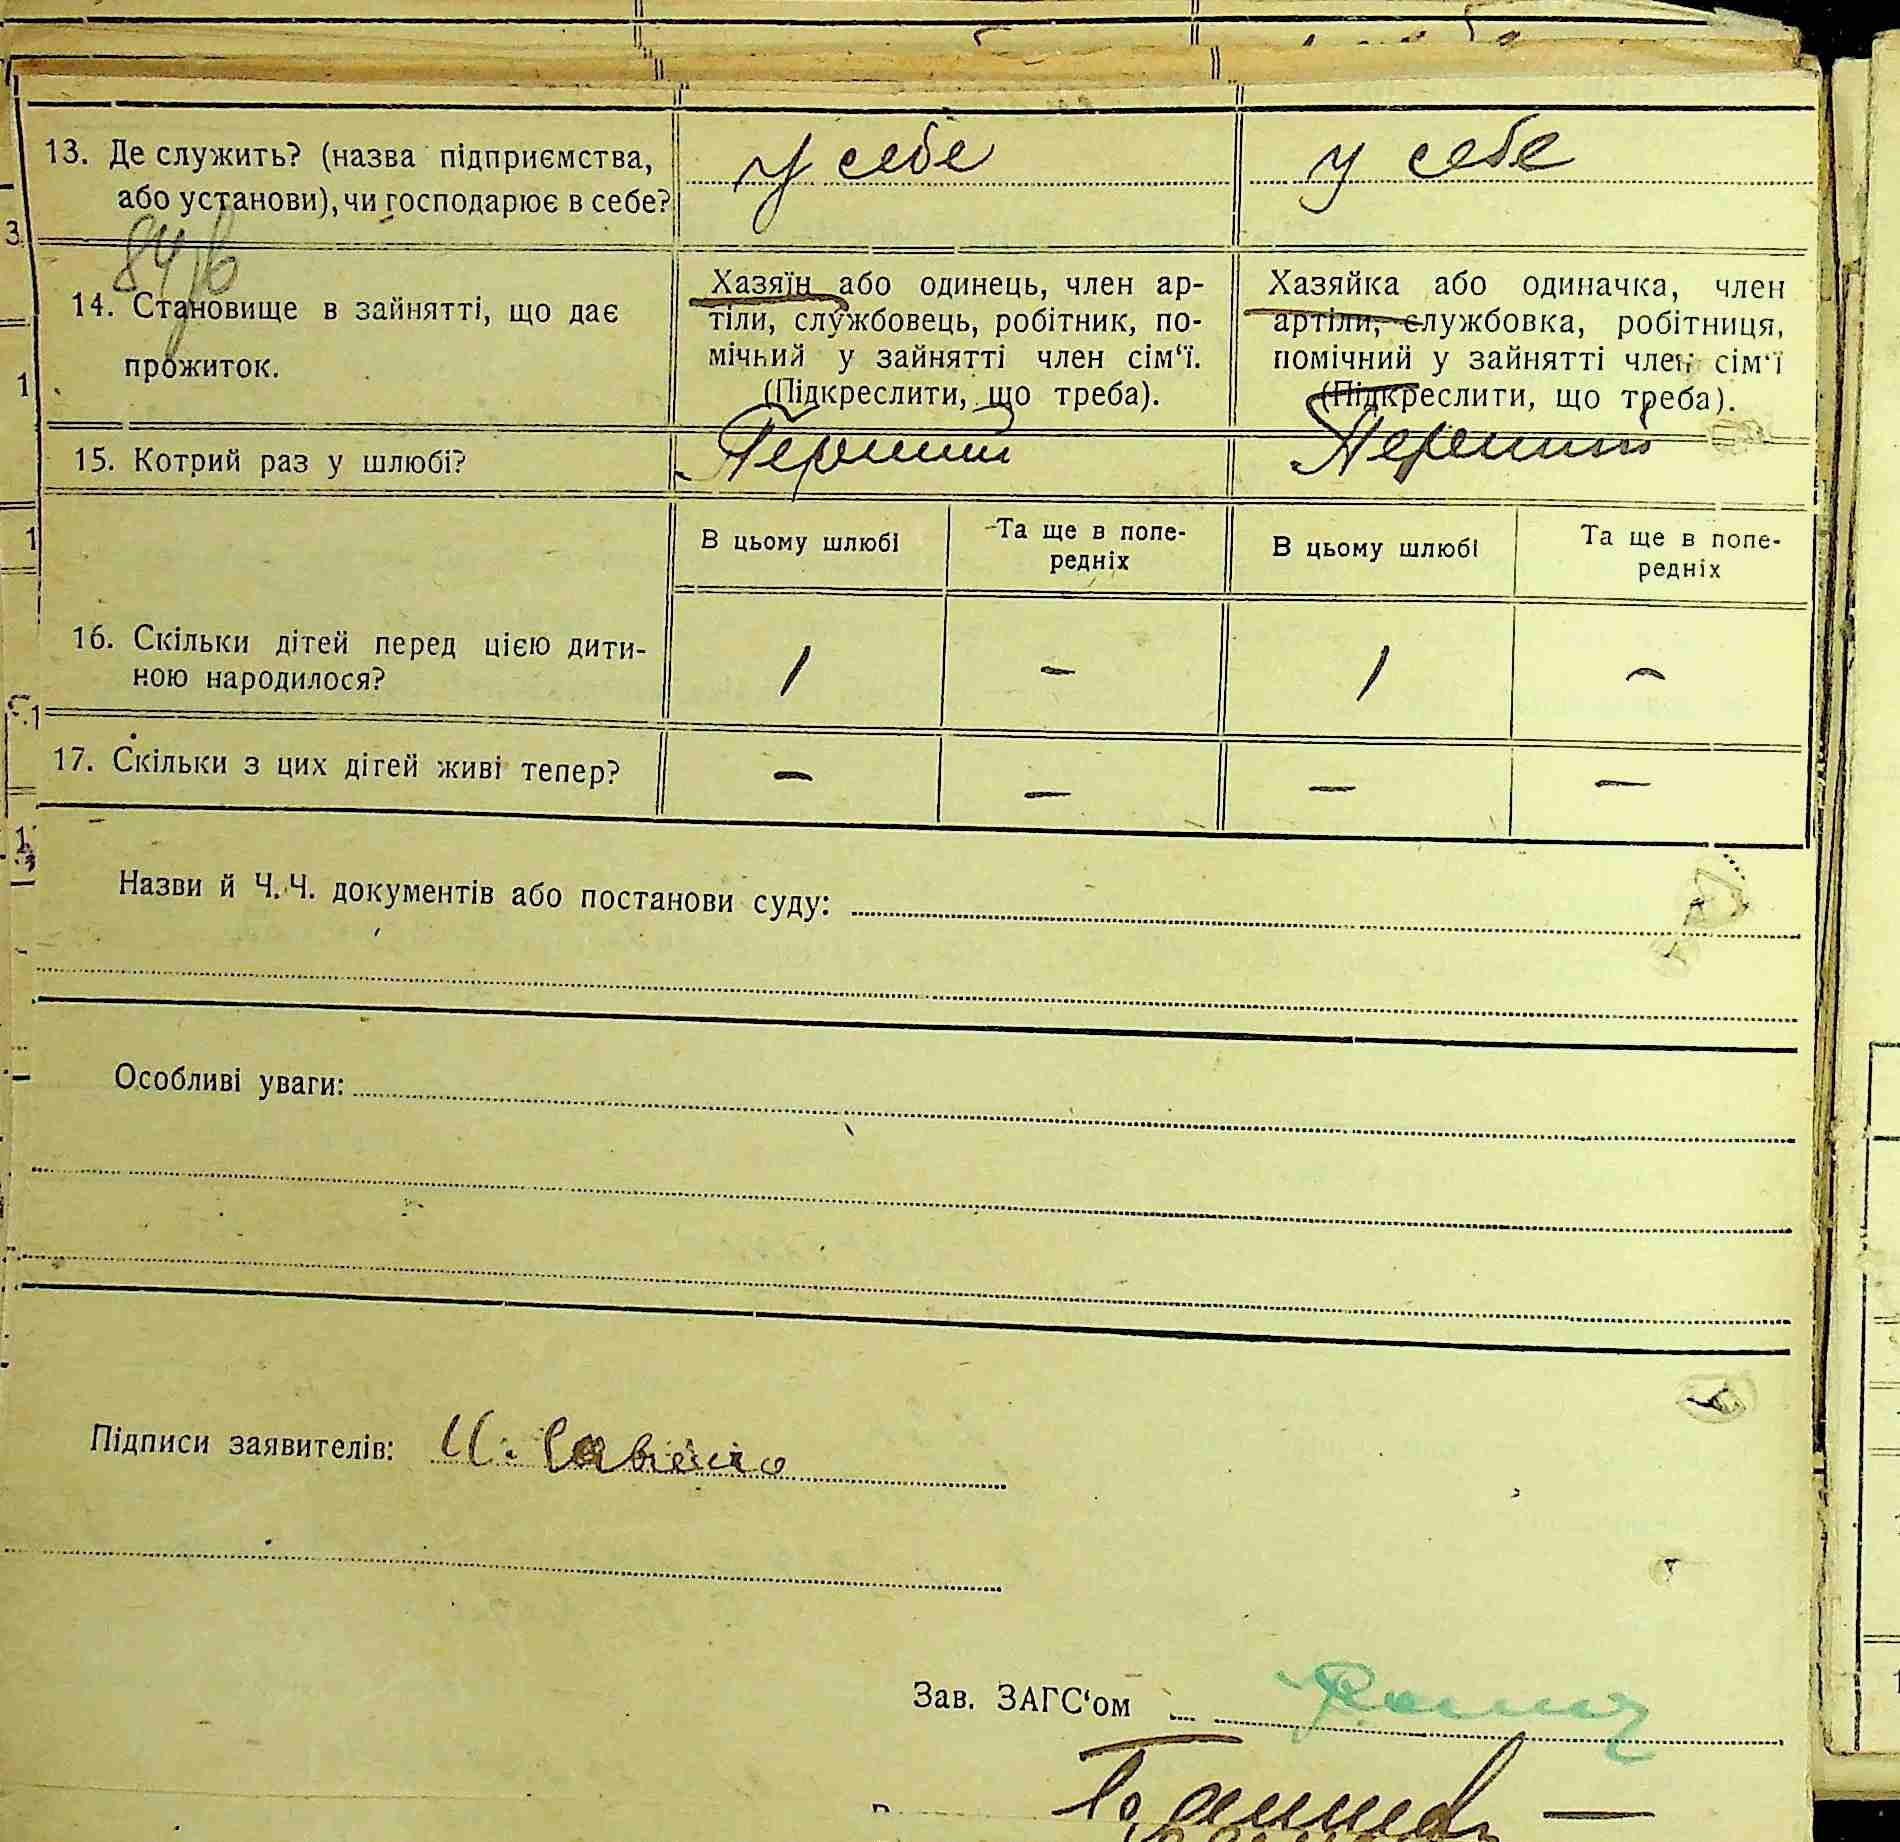 13. Де служить? (назва підприємства,
або установи), чи господарює в себе?
у себе
у себе
84/6
14. Становище в зайнятті, що дає
прожиток.
Хазяїн або одинець, член ар-
тіли, службовець, робітник, по-
мічний у зайнятті член сім‘ї.
(Підкреслити, що треба).
Хазяйка або одиначка, член
артіли, службовка, робітниця,
помічний у зайнятті член сім‘ї
(Підкреслити, що треба).
15. Котрий раз у шлюбі?
Перший
Перший
В цьому шлюбі
Та ще в попе-
редніх
В цьому шлюбі
Та ще в попе-
редніх
16. Скільки дітей перед цією дити-
ною народилося?
1
–
1
–
17. Скільки з цих дітей живі тепер?
–
–
–
–
Назви й Ч.Ч. документів або постанови суду:
Особливі уваги:
Підписи заявителів:
Зав. ЗАГС‘ом